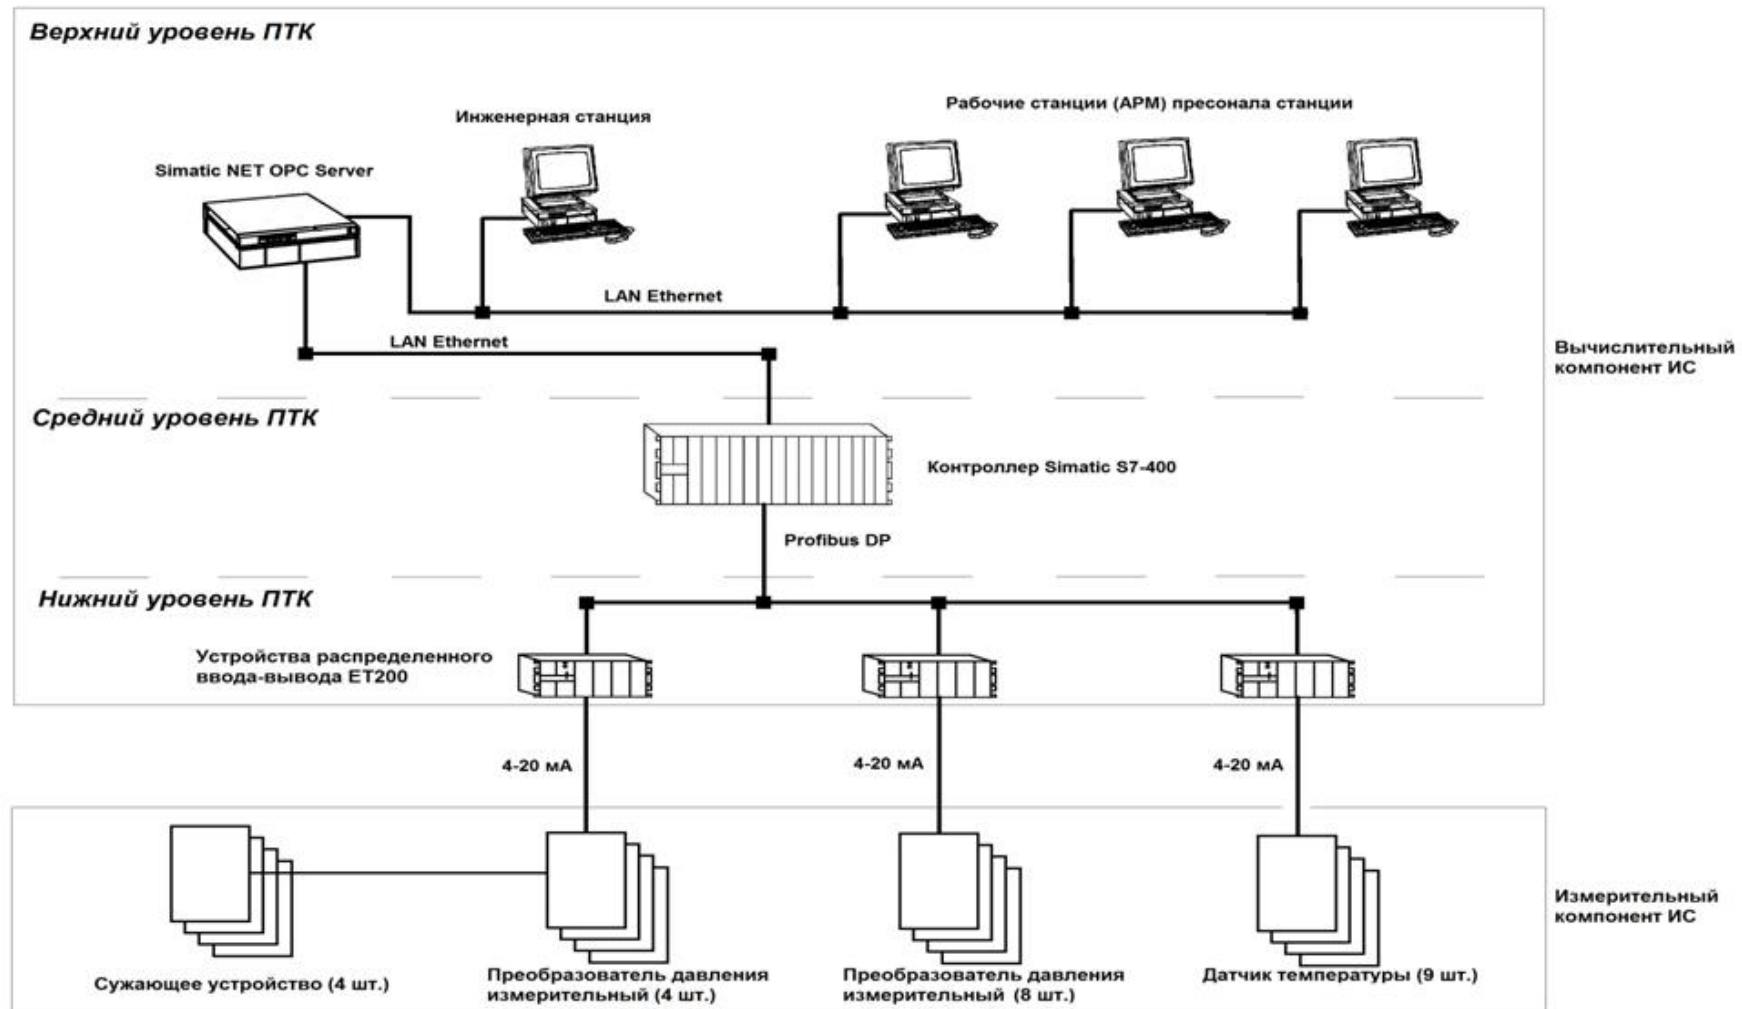 Верхний уровень ПТК
Рабочие станции (АРМ) пресонала станции
Инженерная станция
Simatic NET OPC Server
LAN Ethernet
LAN Ethernet
Вычислительный
компонент ИС
Средний уровень ПТК
Контроллер Simatic S7-400
Profibus DP
Нижний уровень ПТК
Устройства распределенного
ввода-вывода ET200
4-20 мА
4-20 мА
4-20 мА
Измерительный
компонент ИС
Сужающее устройство (4 шт.)
Преобразователь давления
измерительный (4 шт.)
Преобразователь давления
измерительный (8 шт.)
Датчик температуры (9 шт.)